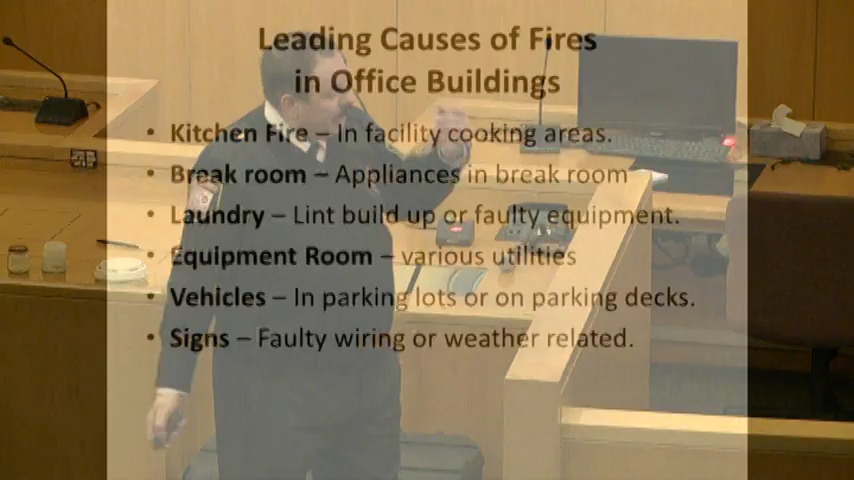 Leading Causes of Fires
in Office Buildings
• Kitchen Fire – In facility cooking areas.
• Break room – Appliances in break room
• Laundry – Lint build up or faulty equipment.
• Equipment Room – various utilities
• Vehicles – In parking lots or on parking decks.
• Signs – Faulty wiring or weather related.